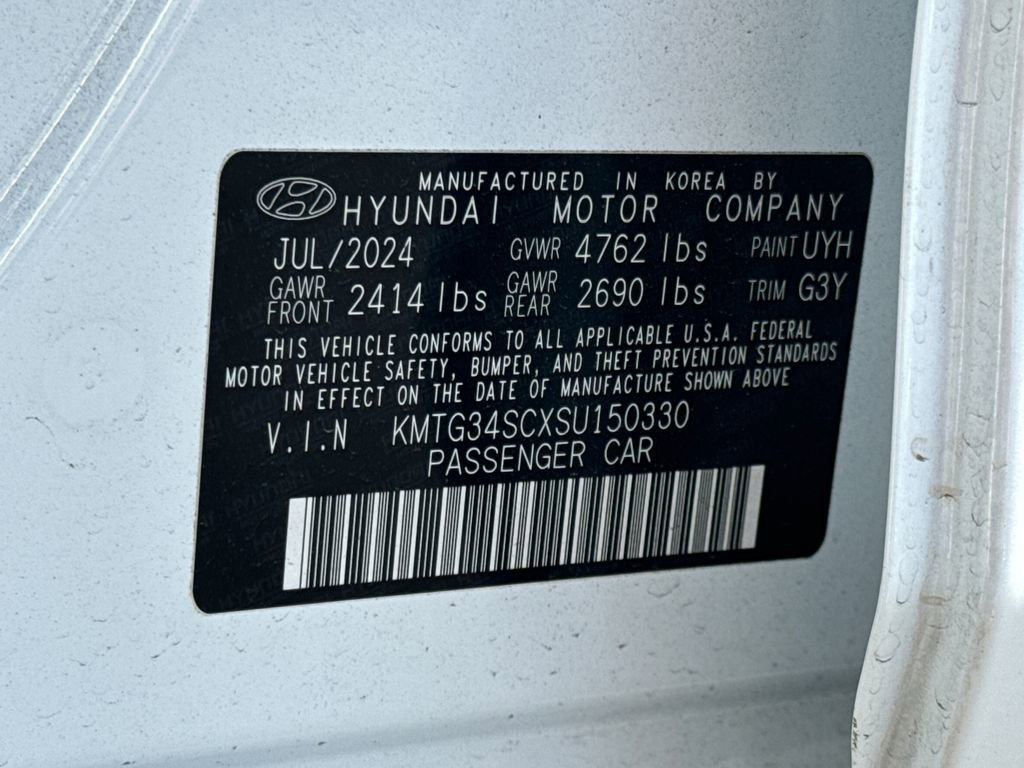 MANUFACTURED IN KOREA BY
HYUNDAI MOTOR COMPANY
JUL/2024 GVWR 4762 lbs PAINT UYH
GAWR FRONT 2414 lbs GAWR REAR 2690 lbs TRIM G3Y
THIS VEHICLE CONFORMS TO ALL APPLICABLE U.S.A. FEDERAL
MOTOR VEHICLE SAFETY, BUMPER, AND THEFT PREVENTION STANDARDS
IN EFFECT ON THE DATE OF MANUFACTURE SHOWN ABOVE
V.I.N KMTG34SCXSU150330
PASSENGER CAR